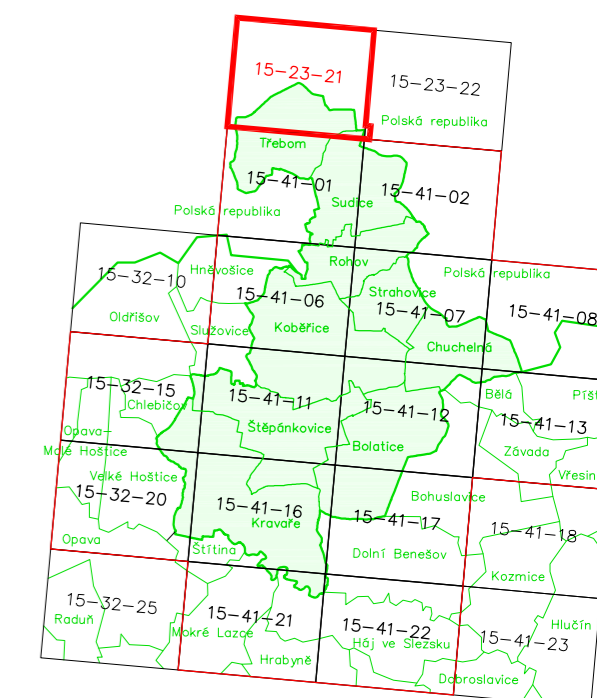 15-23-21
15-23-22
Polská republika
Třebom
15-41-01
15-41-02
Sudice
Polská republika
Hněvošice
Rohov
Polská republika
15-32-10
15-41-06
Strahovice
15-41-07
15-41-08
Oldřišov
Služovice
Kobeřice
Chuchelná
15-32-15
15-41-11
Bělá
Chlebičov
15-41-12
15-41-13
Opava-
Štěpánkovice
Malé Hoštice
Bolatice
Závada
Velké Hoštice
15-32-20
15-41-16
Bohuslavice
Kravaře
15-41-17
15-41-18
Opava
Štítina
Dolní Benešov
Kozmice
15-32-25
Raduň
15-41-21
15-41-22
Hlučín
Mokré Lazce
Háj ve Slezsku
15-41-23
Hrabyně
Dobroslavice